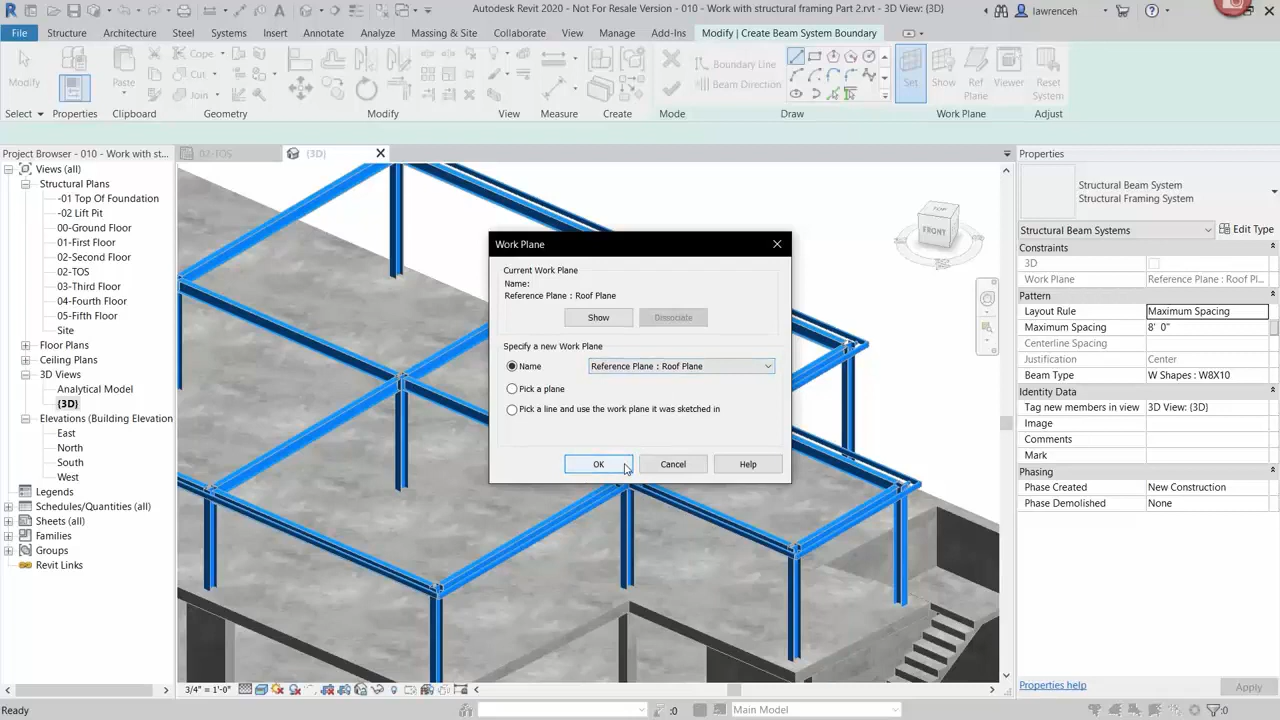 Autodesk Revit 2020 - Not For Resale Version - 010 - Work with structural framing Part 2.rvt - 3D View: {3D}
lawrenceh
File Structure Architecture Steel Systems Insert Annotate Analyze Massing & Site Collaborate View Manage Add-Ins Modify | Create Beam System Boundary
Modify
Paste
Cope
Cut
Join
Boundary Line
Beam Direction
Set
Show
Ref
Plane
Viewer
Reset
System
Select Properties Clipboard Geometry Modify View Measure Create Mode Draw Work Plane Adjust
Project Browser - 010 - Work with st...
02-TOS
{3D}
Properties
Views (all)
Structural Plans
-01 Top Of Foundation
-02 Lift Pit
00-Ground Floor
01-First Floor
02-Second Floor
02-TOS
03-Third Floor
04-Fourth Floor
05-Fifth Floor
Site
Floor Plans
Ceiling Plans
3D Views
Analytical Model
{3D}
Elevations (Building Elevation
East
North
South
West
Legends
Schedules/Quantities (all)
Sheets (all)
Families
Groups
Revit Links
TOP
FRONT
Work Plane
Current Work Plane
Name:
Reference Plane : Roof Plane
Show
Dissociate
Specify a new Work Plane
Name
Reference Plane : Roof Plane
Pick a plane
Pick a line and use the work plane it was sketched in
OK
Cancel
Help
Structural Beam System
Structural Framing System
Structural Beam Systems
Edit Type
Constraints
3D
Work Plane Reference Plane : Roof Pl...
Pattern
Layout Rule Maximum Spacing
Maximum Spacing 8' 0"
Centerline Spacing
Justification Center
Beam Type W Shapes : W8X10
Identity Data
Tag new members in view 3D View: {3D}
Image
Comments
Mark
Phasing
Phase Created New Construction
Phase Demolished None
Properties help
Apply
3/4" = 1'-0"
Ready
:0
Main Model
:0